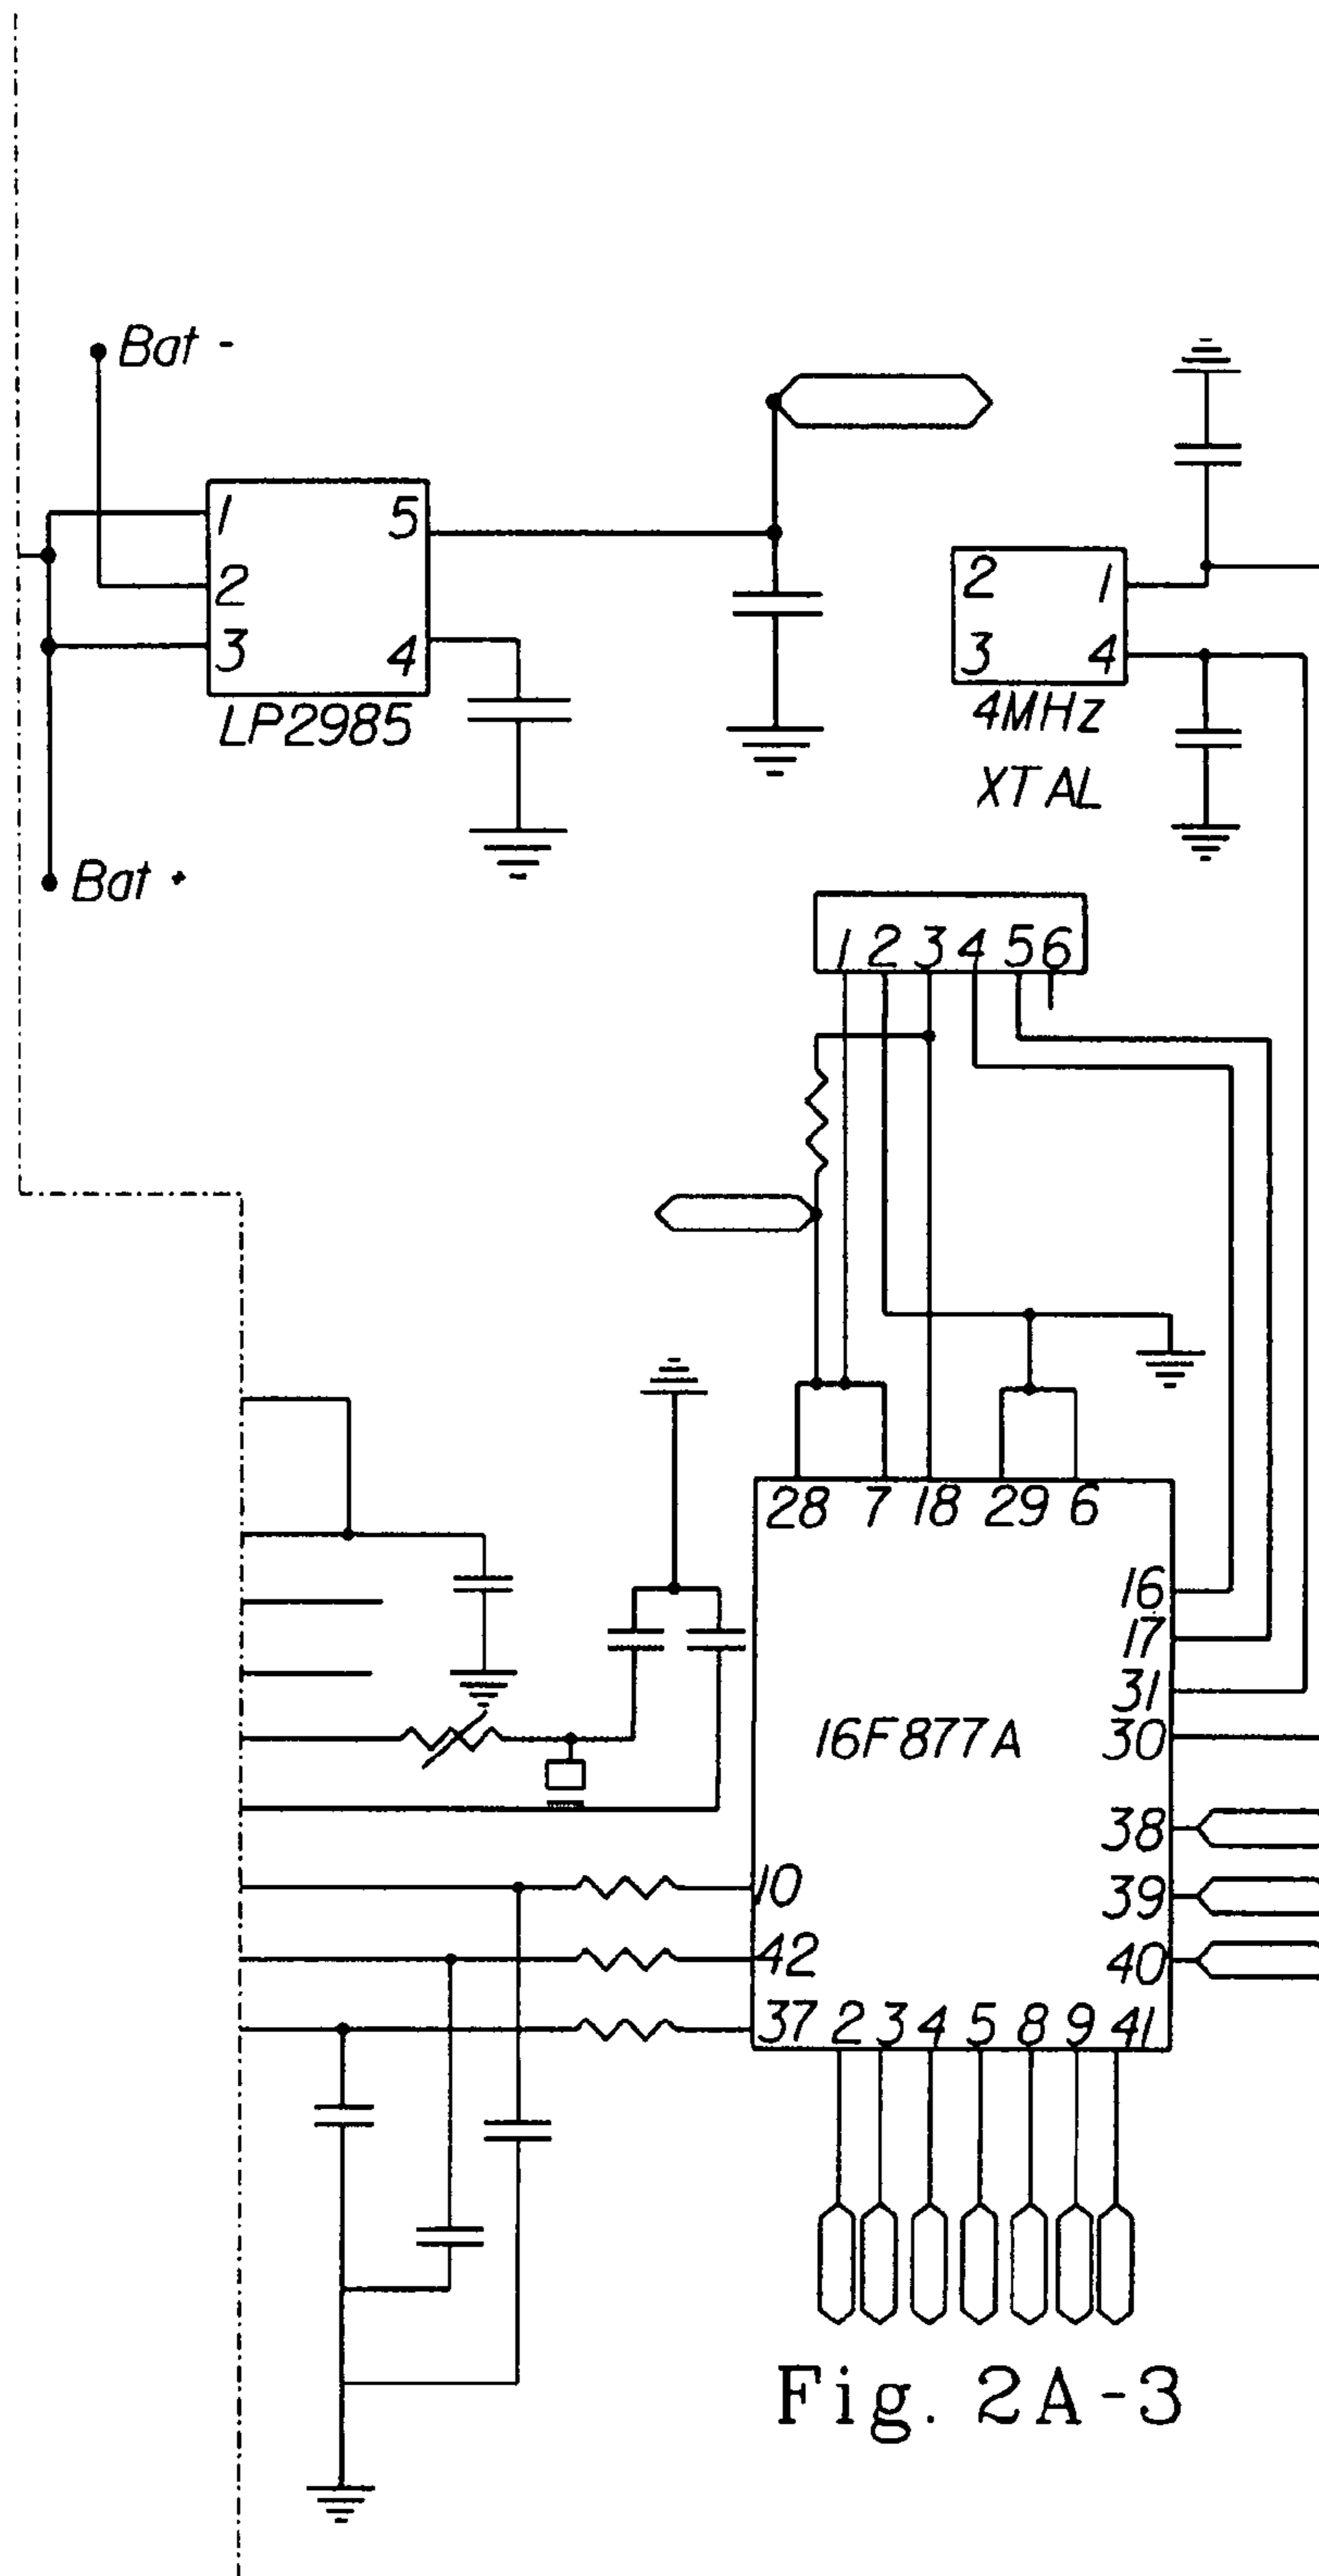 Bat -
1 5
2
3 4
LP2985
Bat +
2 1
3 4
4MHz
XTAL
1 2 3 4 5 6
28 7 18 29 6
16
17
31
16F877A 30
38
10 39
42 40
37 2 3 4 5 8 9 41
Fig. 2A-3